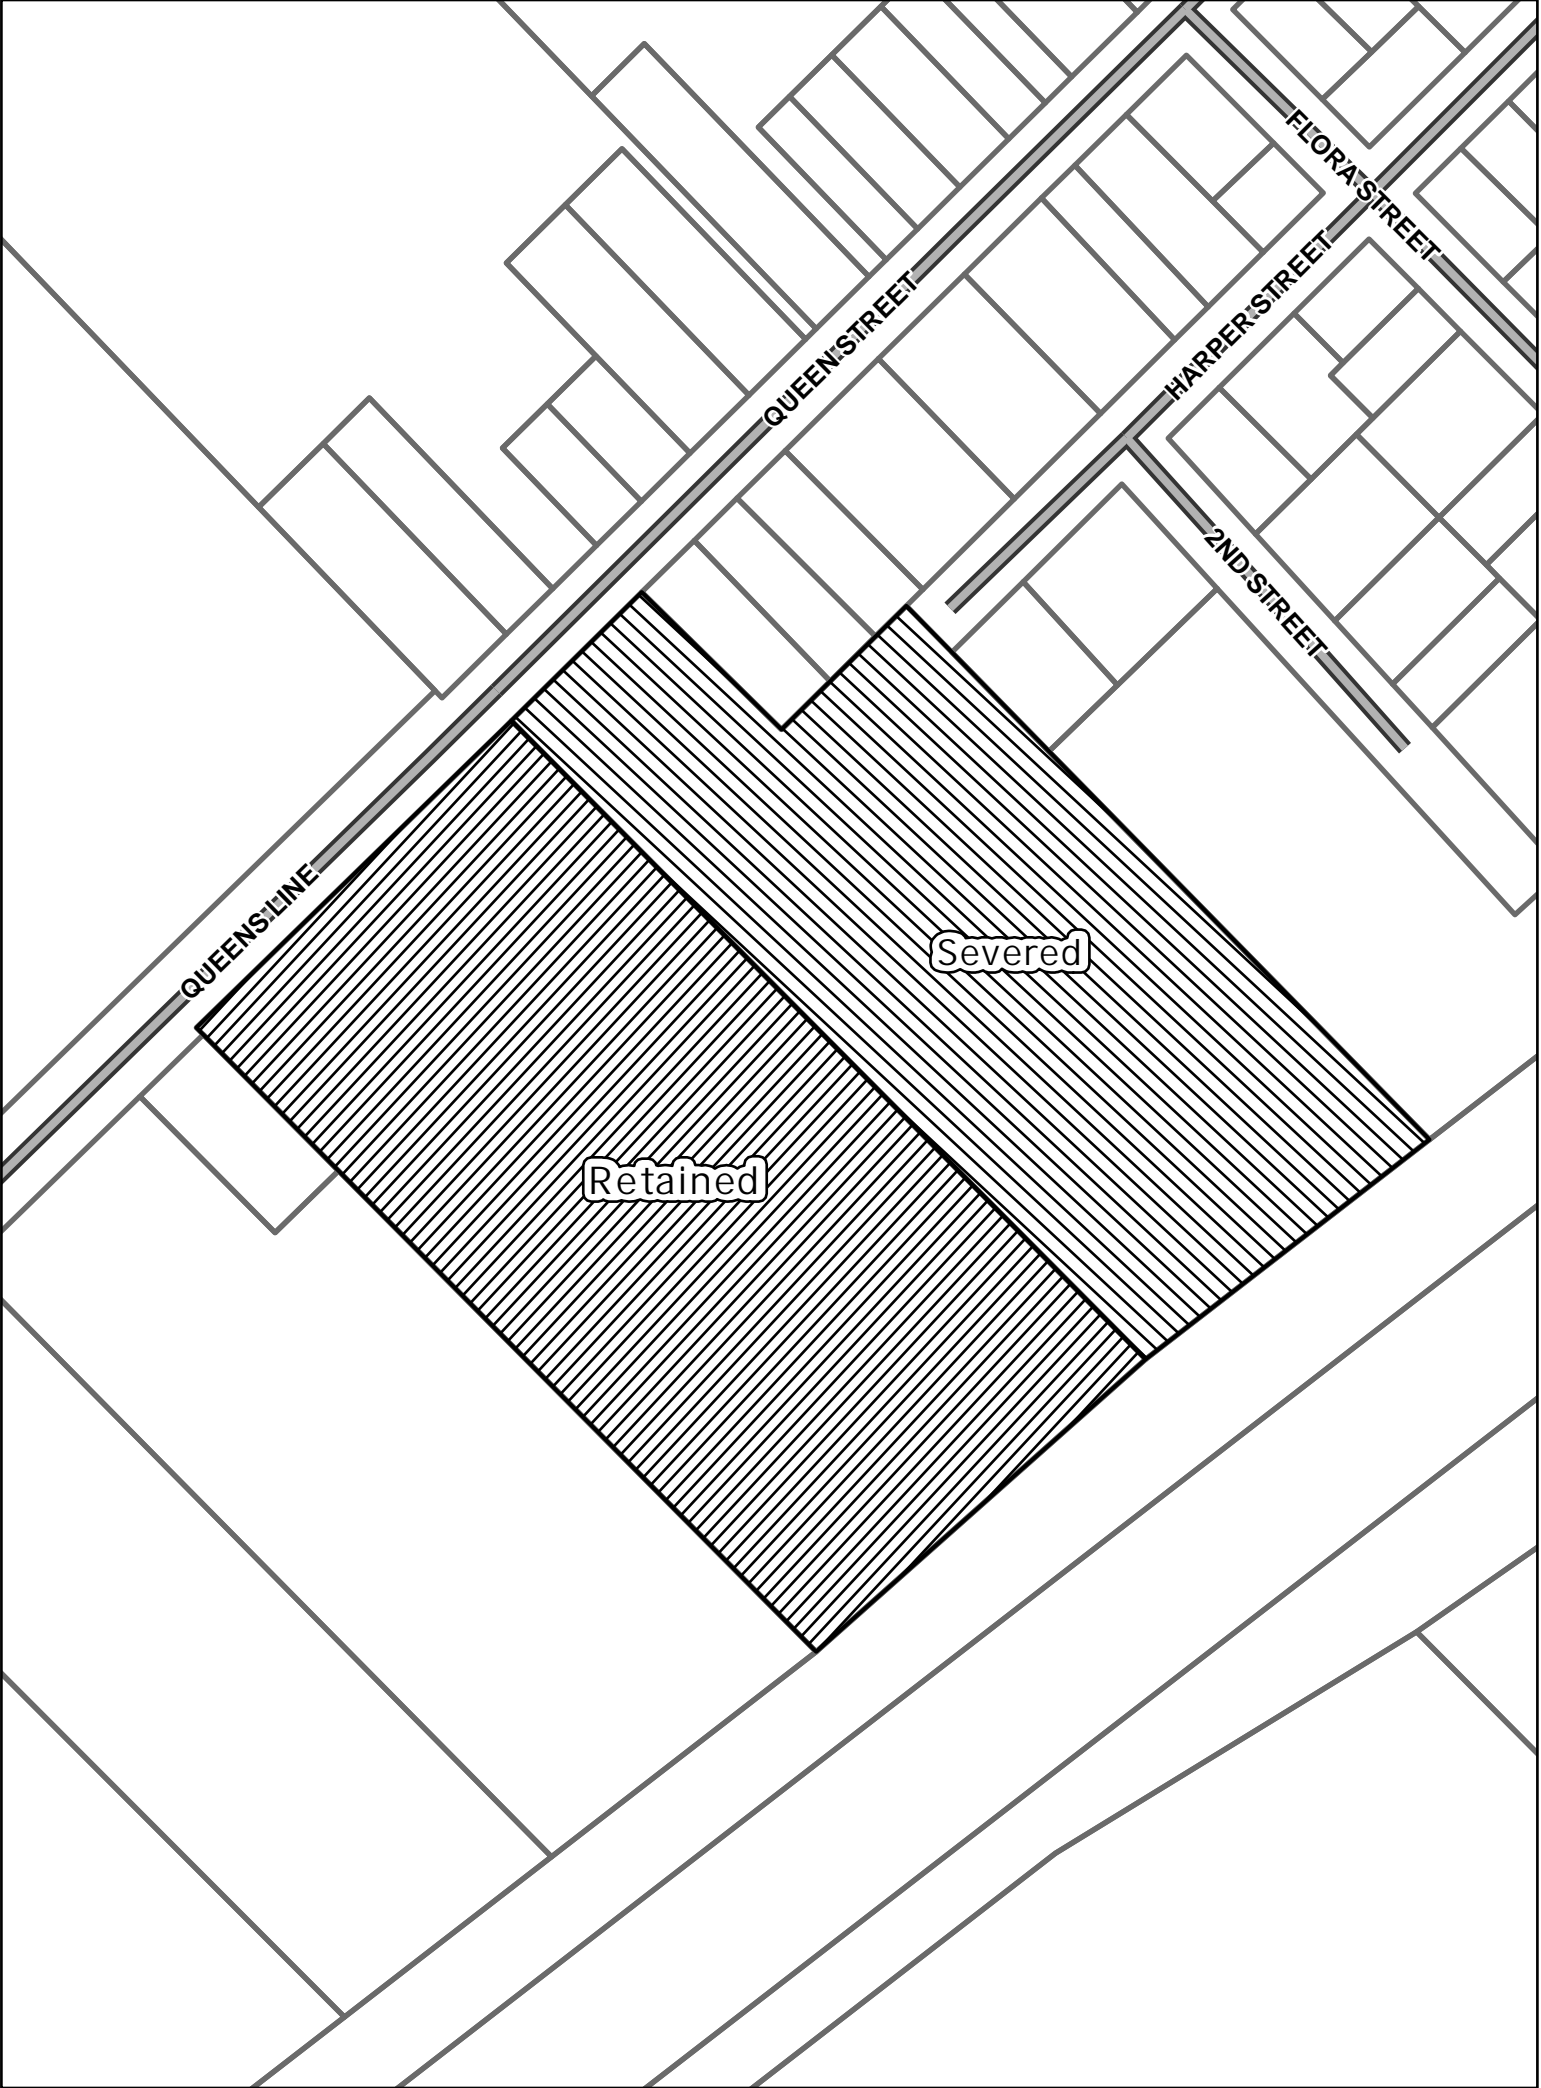 FLORA STREET
HARPER STREET
QUEEN STREET
2ND STREET
QUEENS LINE
Severed
Retained